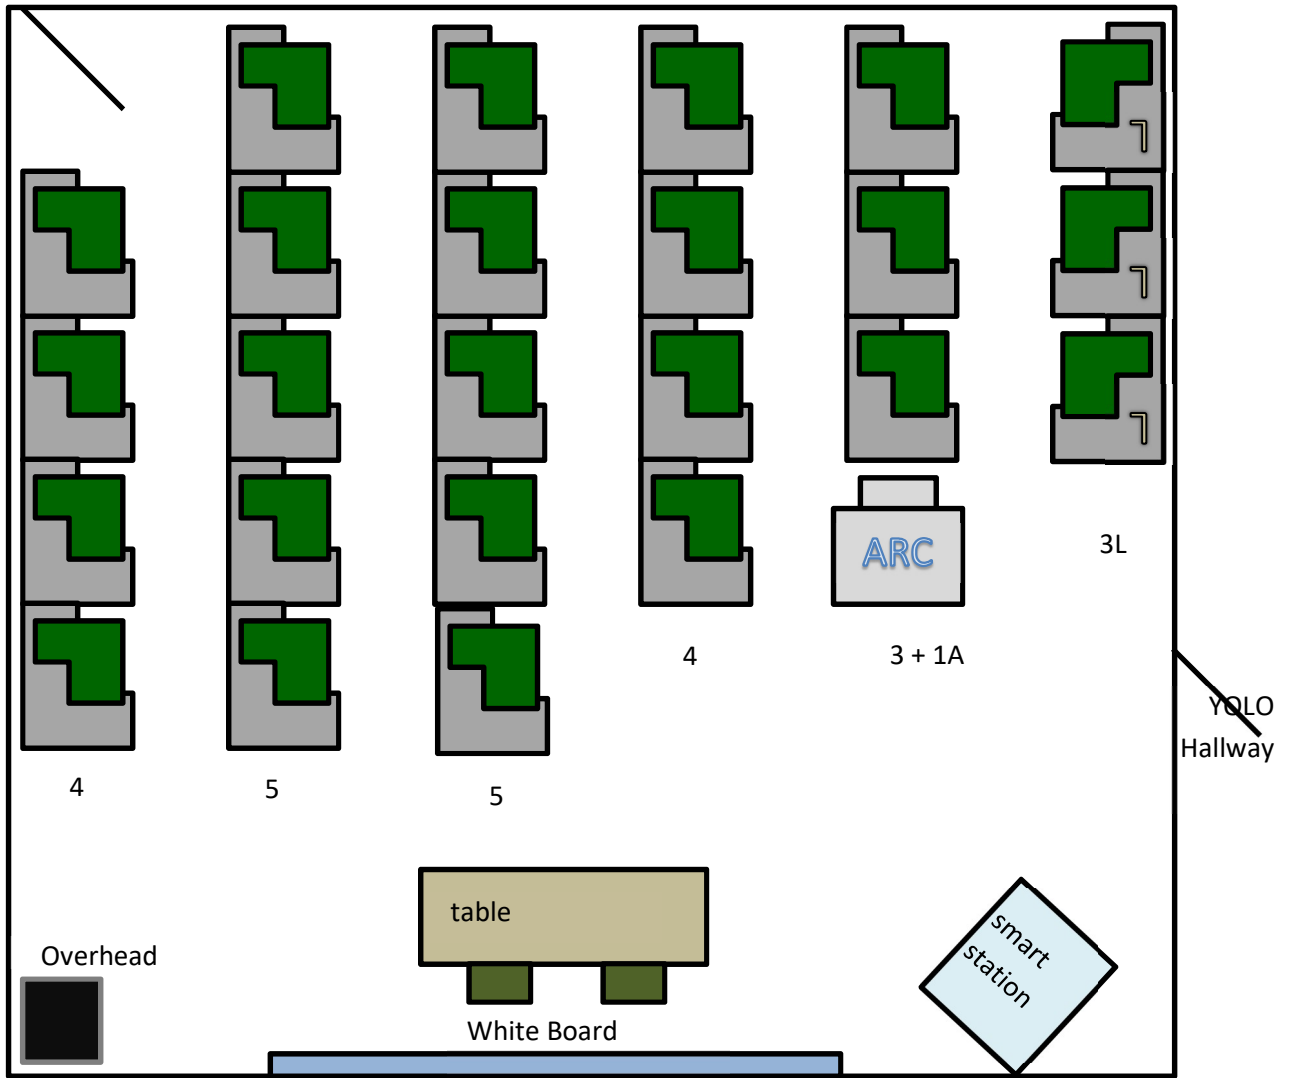 ARC
3L
4
3 + 1A
YOLO
Hallway
4
5
5
table
smart
station
Overhead
White Board